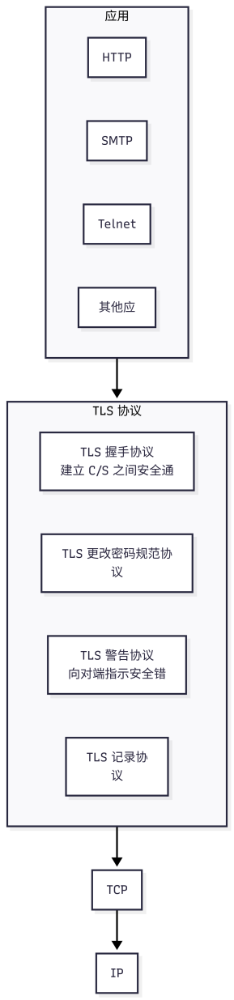 应用
HTTP
SMTP
Telnet
其他应
TLS 协议
TLS 握手协议
建立 C/S 之间安全通
TLS 更改密码规范协
议
TLS 警告协议
向对端指示安全错
TLS 记录协
议
TCP
IP